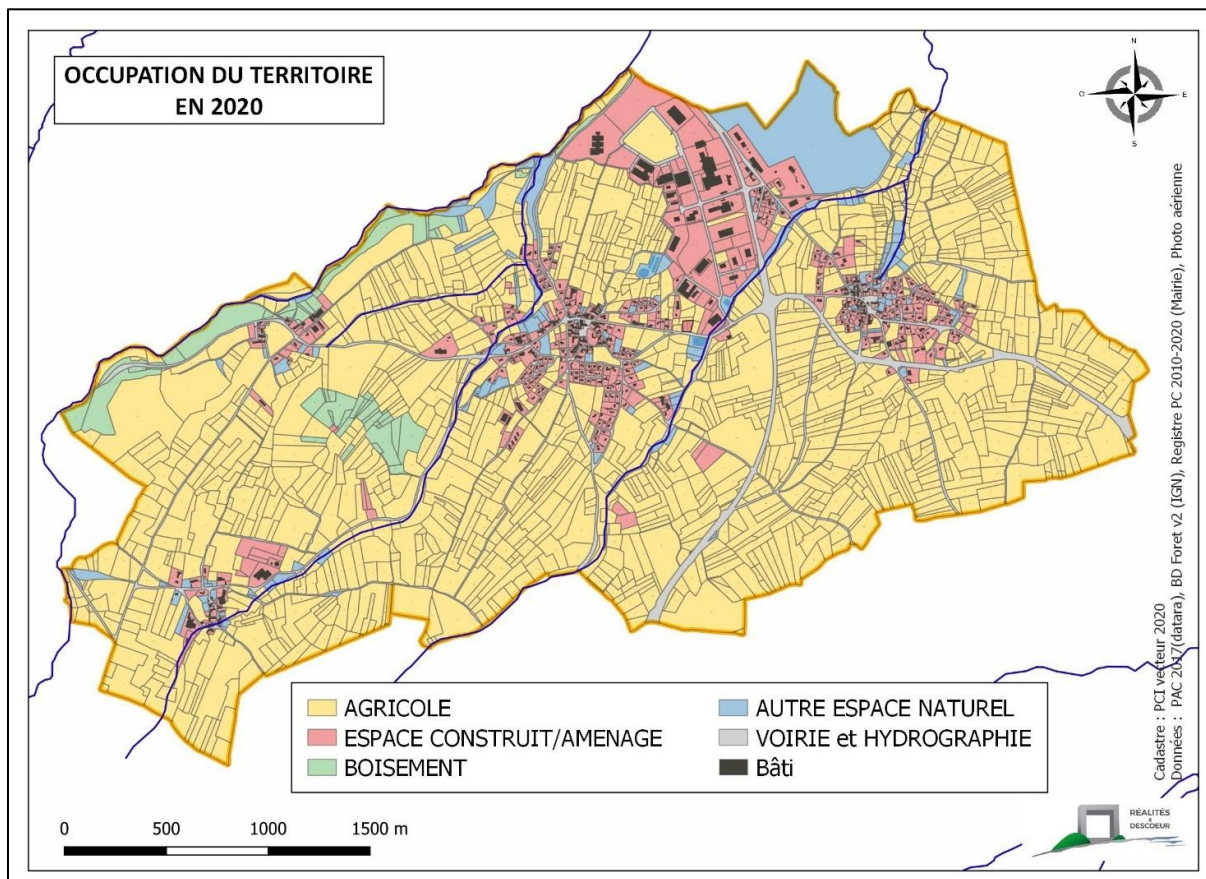 OCCUPATION DU TERRITOIRE
EN 2020
N
O
E
S
AGRICOLE
ESPACE CONSTRUIT/AMENAGE
BOISEMENT
AUTRE ESPACE NATUREL
VOIRIE et HYDROGRAPHIE
Bâti
0 500 1000 1500 m
Cadastre : PCI vecteur 2020
Données : PAC 2017(datara), BD Foret v2 (IGN), Registre PC 2010-2020 (Mairie), Photo aérienne
RÉALITÉS
&
DESCOEUR